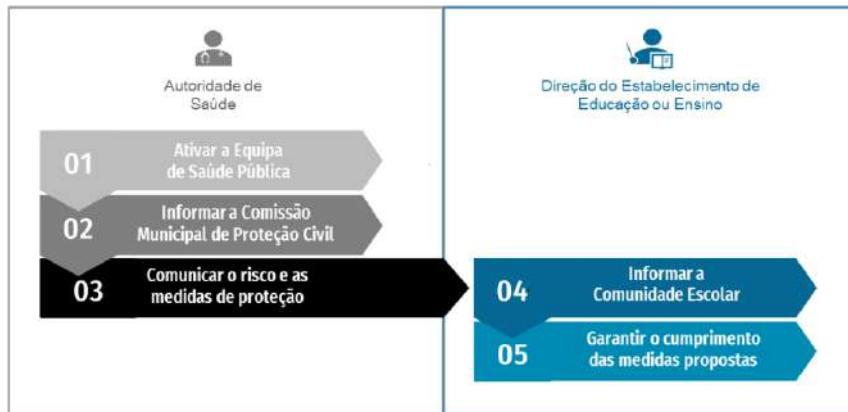 Autoridade de
Saúde
01
Ativar a Equipa
de Saúde Pública
02
Informar a Comissão
Municipal de Proteção Civil
03
Comunicar o risco e as
medidas de proteção
Direção do Estabelecimento de
Educação ou Ensino
04
Informar a
Comunidade Escolar
05
Garantir o cumprimento
das medidas propostas